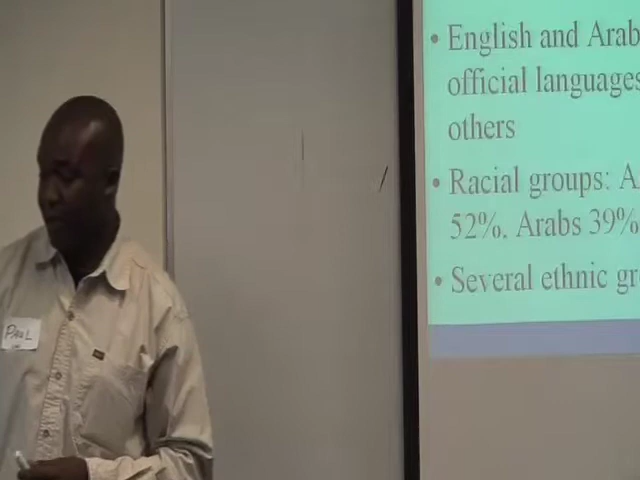 • English and Arab
official languages
others
• Racial groups: A
52%. Arabs 39%
• Several ethnic gr
PAUL